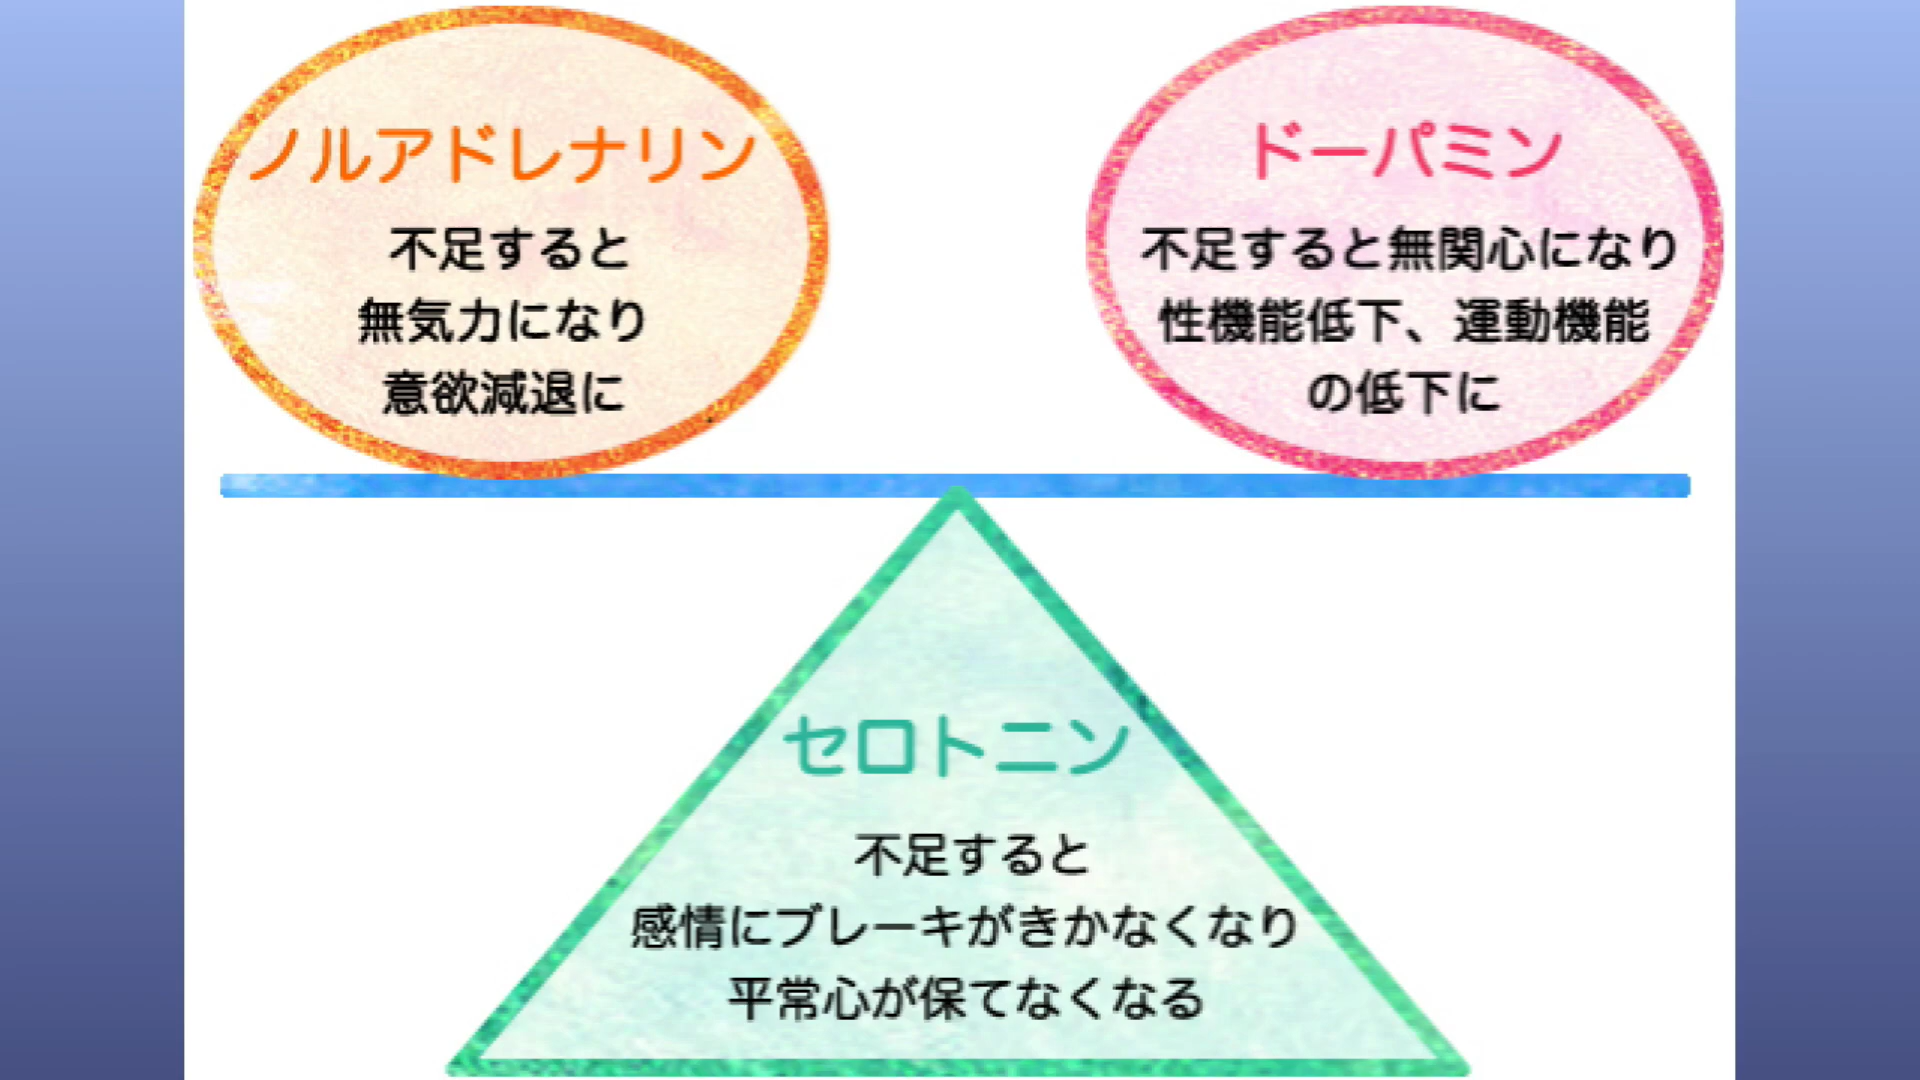 ノルアドレナリン
不足すると
無気力になり
意欲減退に
ドーパミン
不足すると無関心になり
性機能低下、運動機能
の低下に
セロトニン
不足すると
感情にブレーキがきかなくなり
平常心が保てなくなる